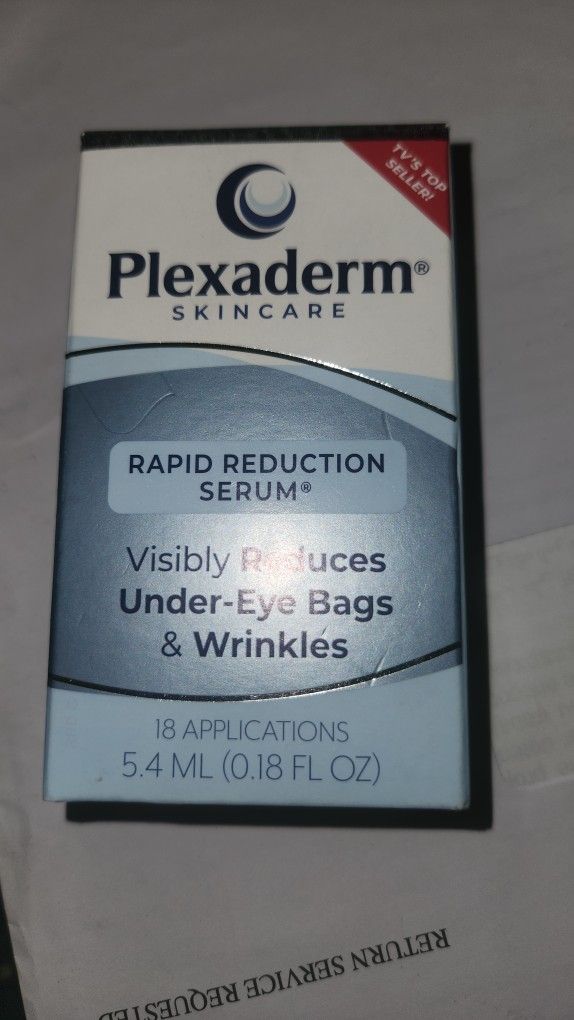 TV'S TOP
SELLER!
Plexaderm®
SKINCARE
RAPID REDUCTION
SERUM®
Visibly Reduces
Under-Eye Bags
& Wrinkles
18 APPLICATIONS
5.4 ML (0.18 FL OZ)
RETURN SERVICE REQUESTED